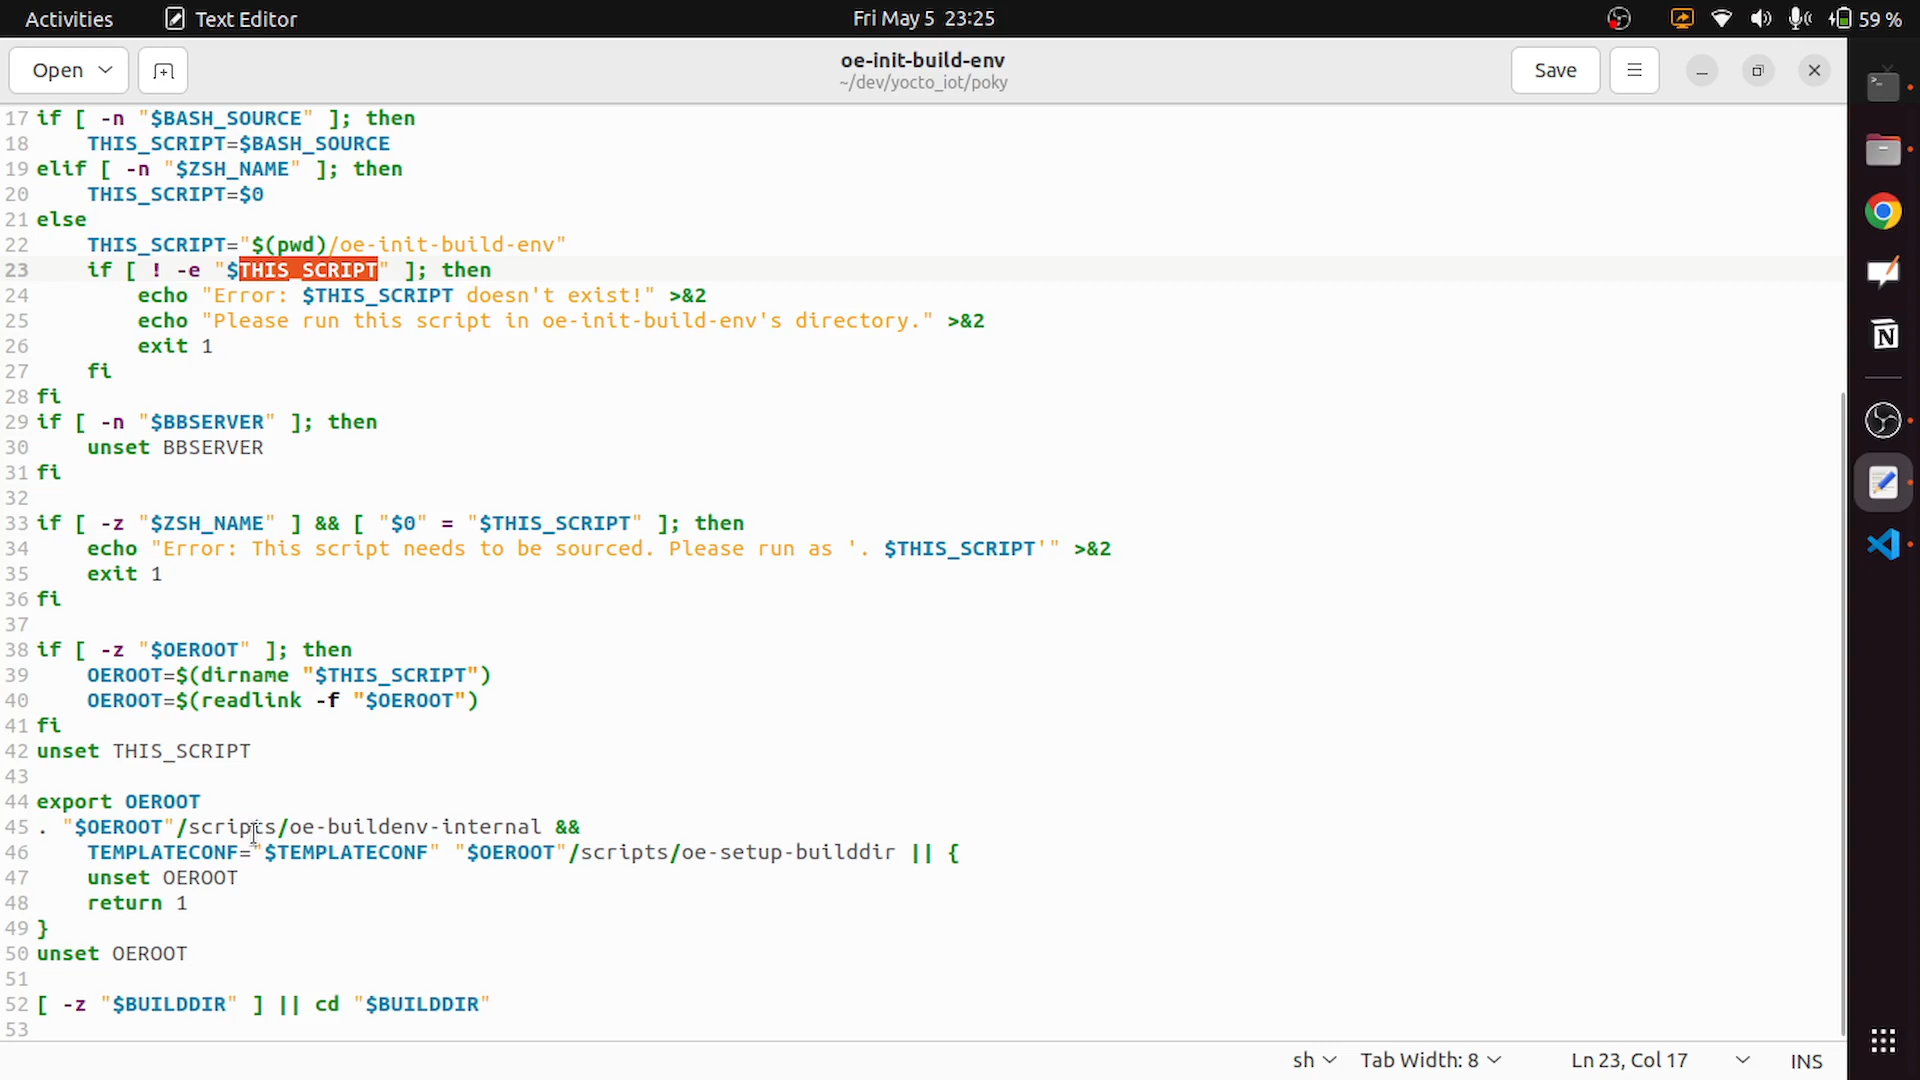 Activities Text Editor Fri May 5 23:25 59 %
Open oe-init-build-env Save
~/dev/yocto_iot/poky
17 if [ -n "$BASH_SOURCE" ]; then
18     THIS_SCRIPT=$BASH_SOURCE
19 elif [ -n "$ZSH_NAME" ]; then
20     THIS_SCRIPT=$0
21 else
22     THIS_SCRIPT="$(pwd)/oe-init-build-env"
23     if [ ! -e "$THIS_SCRIPT" ]; then
24         echo "Error: $THIS_SCRIPT doesn't exist!" >&2
25         echo "Please run this script in oe-init-build-env's directory." >&2
26         exit 1
27     fi
28 fi
29 if [ -n "$BBSERVER" ]; then
30     unset BBSERVER
31 fi
32
33 if [ -z "$ZSH_NAME" ] && [ "$0" = "$THIS_SCRIPT" ]; then
34     echo "Error: This script needs to be sourced. Please run as '. $THIS_SCRIPT'" >&2
35     exit 1
36 fi
37
38 if [ -z "$OEROOT" ]; then
39     OEROOT=$(dirname "$THIS_SCRIPT")
40     OEROOT=$(readlink -f "$OEROOT")
41 fi
42 unset THIS_SCRIPT
43
44 export OEROOT
45 . "$OEROOT"/scripts/oe-buildenv-internal &&
46     TEMPLATECONF="$TEMPLATECONF" "$OEROOT"/scripts/oe-setup-builddir || {
47     unset OEROOT
48     return 1
49 }
50 unset OEROOT
51
52 [ -z "$BUILDDIR" ] || cd "$BUILDDIR"
53
sh Tab Width: 8 Ln 23, Col 17 INS